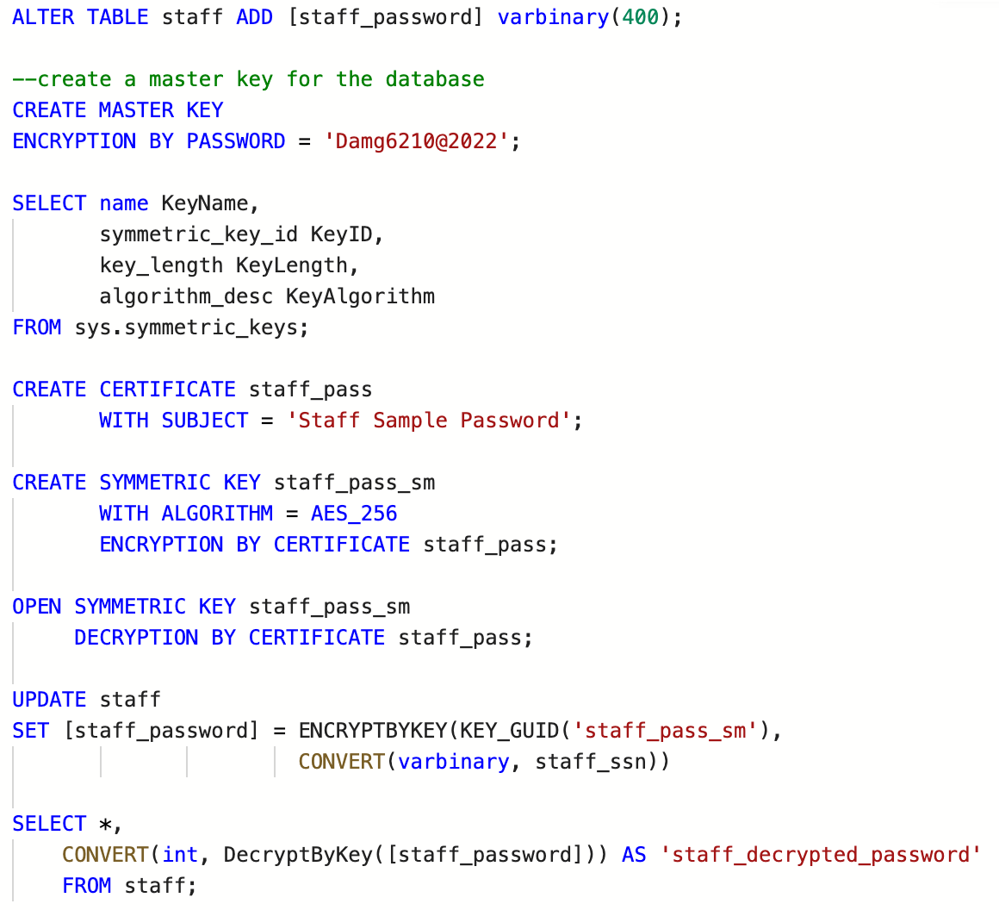 ALTER TABLE staff ADD [staff_password] varbinary(400);

--create a master key for the database
CREATE MASTER KEY
ENCRYPTION BY PASSWORD = 'Damg6210@2022';

SELECT name KeyName,
       symmetric_key_id KeyID,
       key_length KeyLength,
       algorithm_desc KeyAlgorithm
FROM sys.symmetric_keys;

CREATE CERTIFICATE staff_pass
       WITH SUBJECT = 'Staff Sample Password';

CREATE SYMMETRIC KEY staff_pass_sm
       WITH ALGORITHM = AES_256
       ENCRYPTION BY CERTIFICATE staff_pass;

OPEN SYMMETRIC KEY staff_pass_sm
     DECRYPTION BY CERTIFICATE staff_pass;

UPDATE staff
SET [staff_password] = ENCRYPTBYKEY(KEY_GUID('staff_pass_sm'),
                       CONVERT(varbinary, staff_ssn))

SELECT *,
    CONVERT(int, DecryptByKey([staff_password])) AS 'staff_decrypted_password'
    FROM staff;